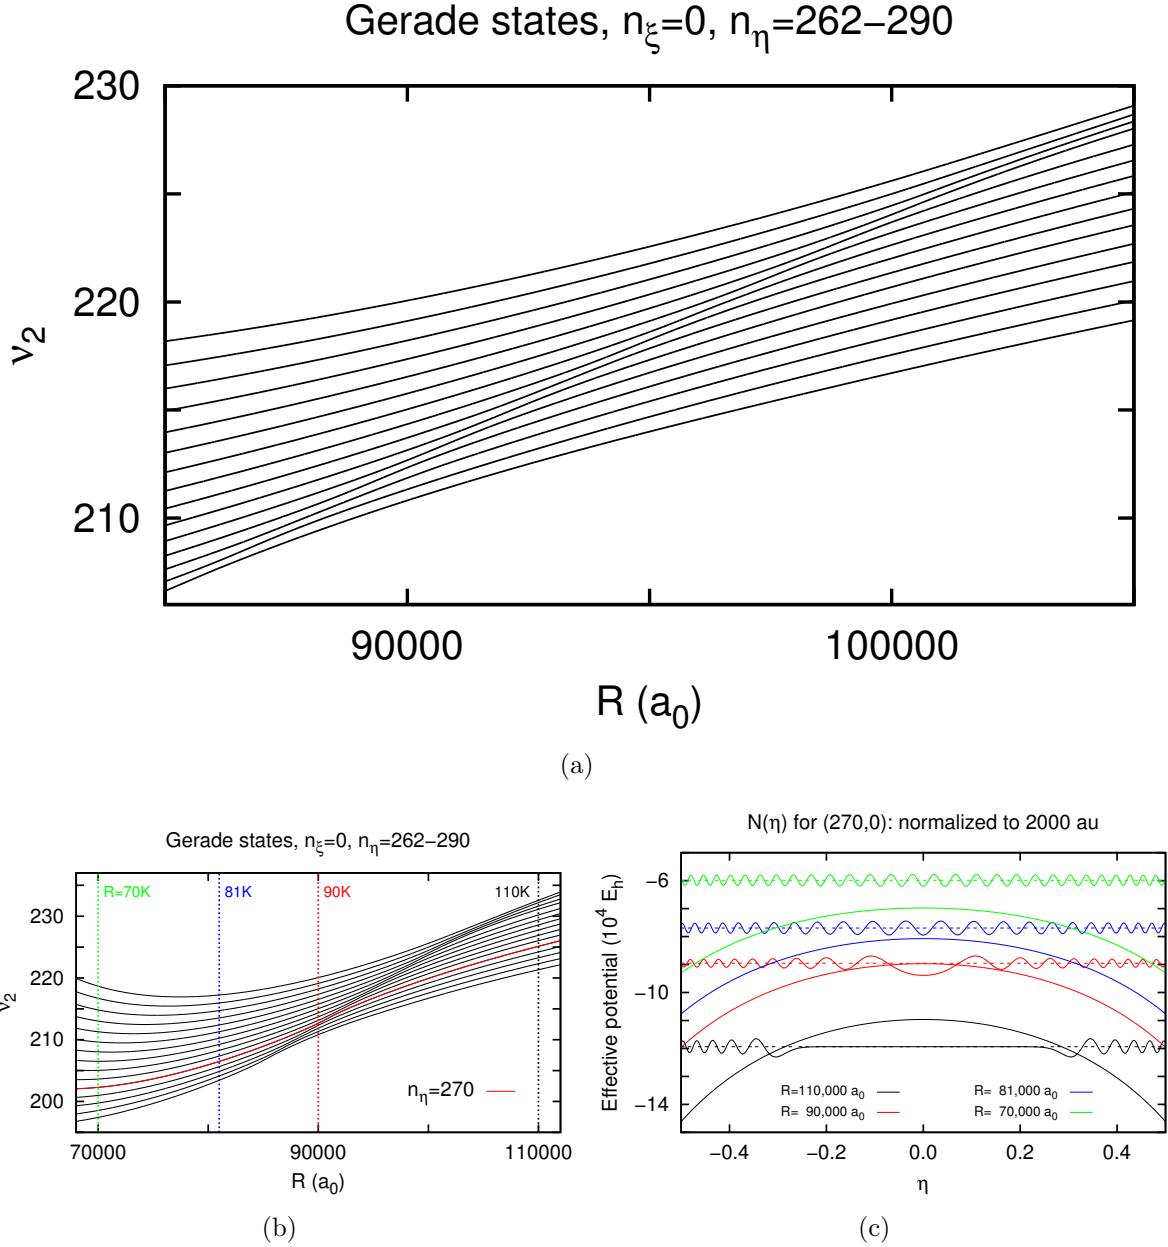 Gerade states, nξ=0, nη=262−290
230
220
210
ν2
90000
100000
R (a0)
(a)
Gerade states, nξ=0, nη=262−290
R=70K
81K
90K
110K
230
220
210
200
ν2
nη=270
70000
90000
110000
R (a0)
(b)
N(η) for (270,0): normalized to 2000 au
Effective potential (10^4 Eh)
−6
−10
−14
R=110,000 a0
R= 81,000 a0
R= 90,000 a0
R= 70,000 a0
−0.4
−0.2
0.0
0.2
0.4
η
(c)